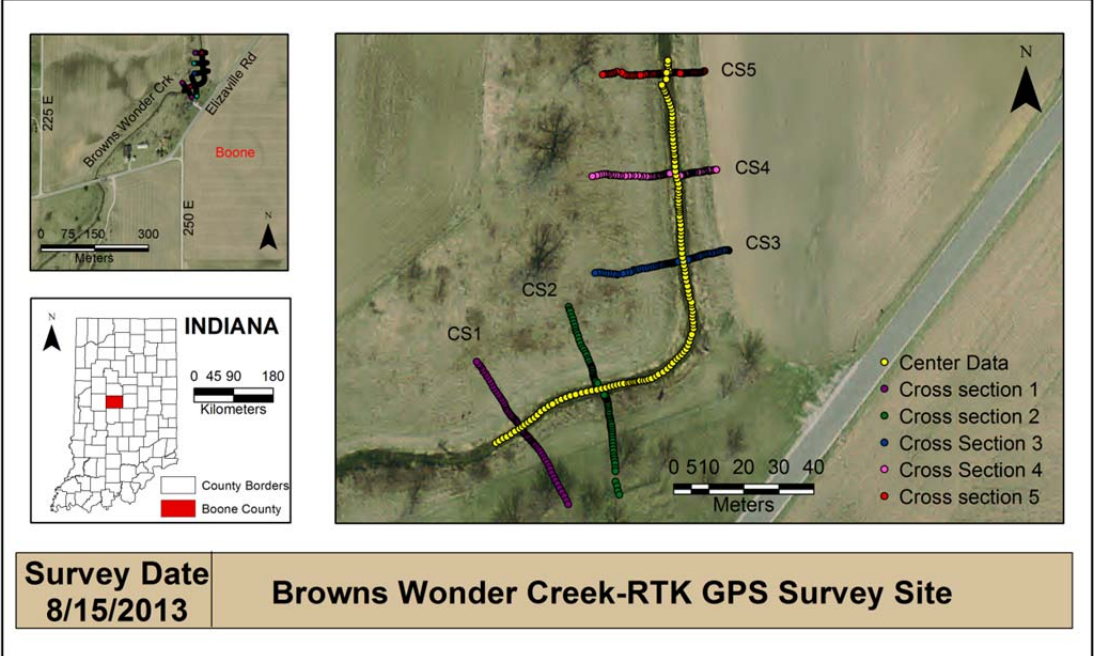 225 E
Browns Wonder Crk
Elizaville Rd
Boone
250 E
N
0 75 150 300
Meters
N
INDIANA
0 45 90 180
Kilometers
County Borders
Boone County
N
CS5
CS4
CS3
CS2
CS1
Center Data
Cross section 1
Cross section 2
Cross Section 3
Cross Section 4
Cross section 5
0 5 10 20 30 40
Meters
Survey Date
8/15/2013
Browns Wonder Creek-RTK GPS Survey Site